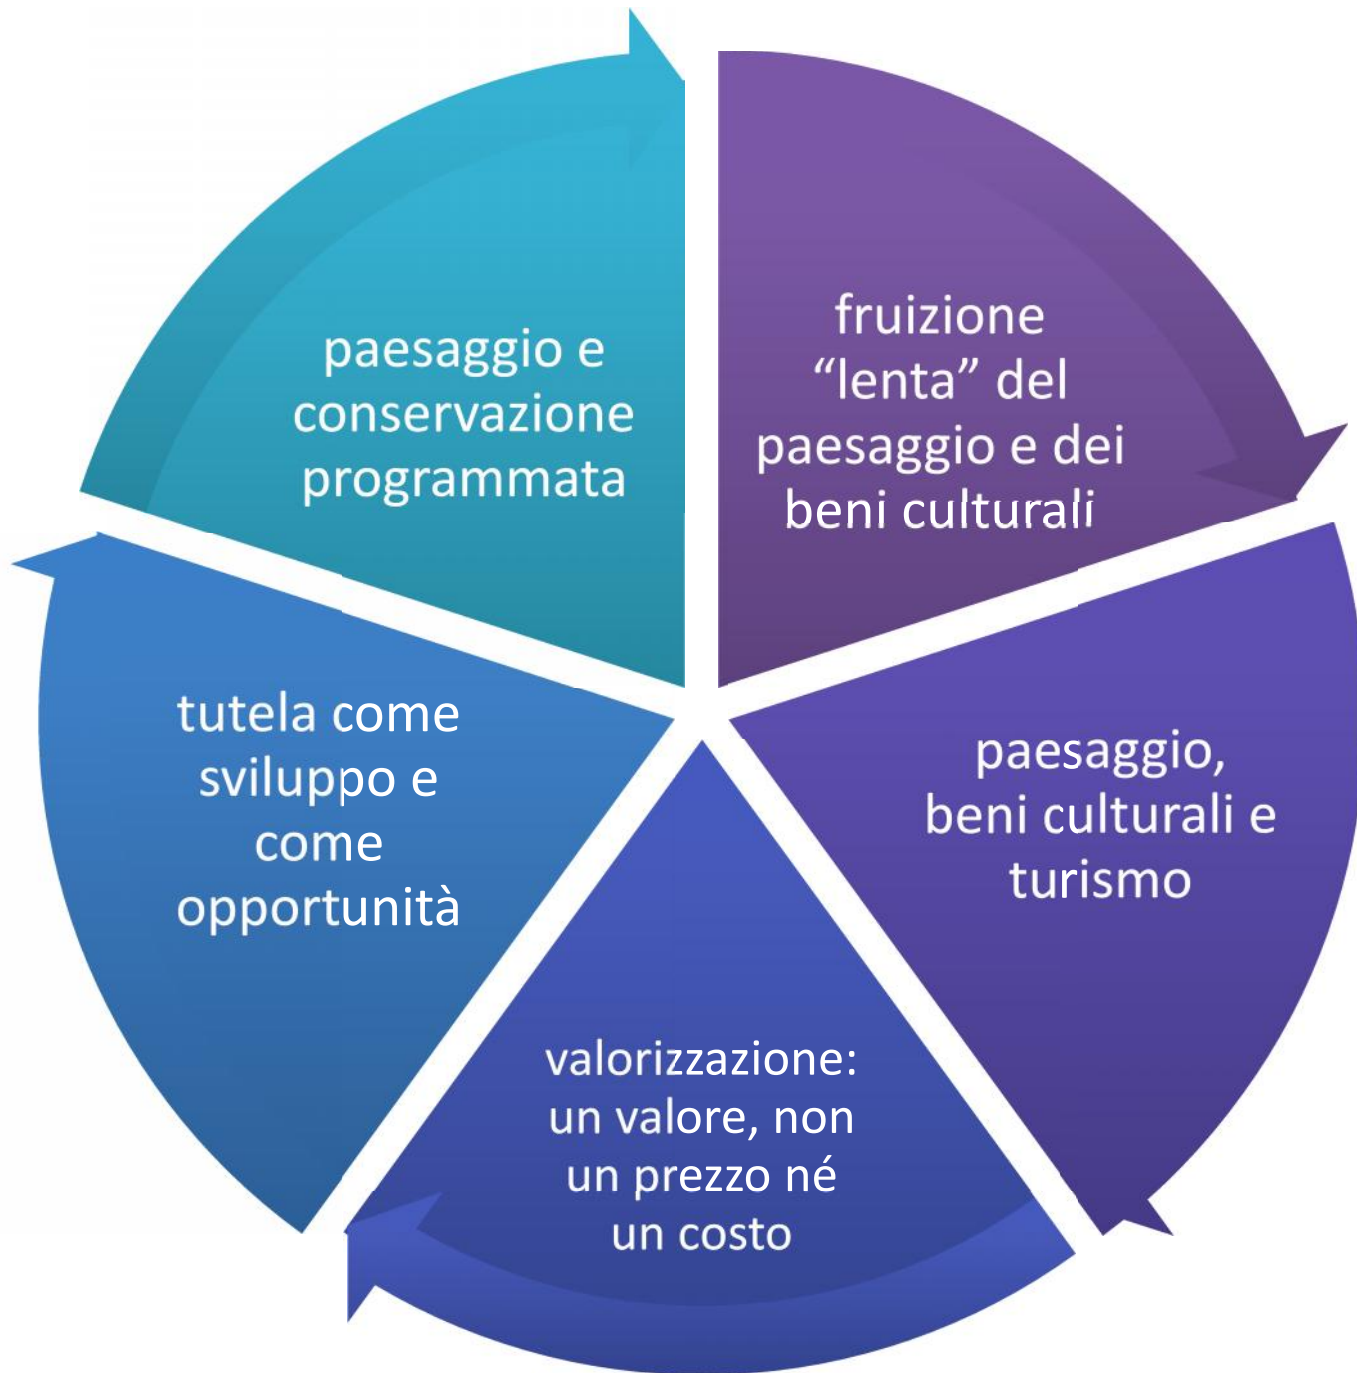 fruizione
“lenta” del
paesaggio e dei
beni culturali
paesaggio,
beni culturali e
turismo
valorizzazione:
un valore, non
un prezzo né
un costo
tutela come
sviluppo e
come
opportunità
paesaggio e
conservazione
programmata